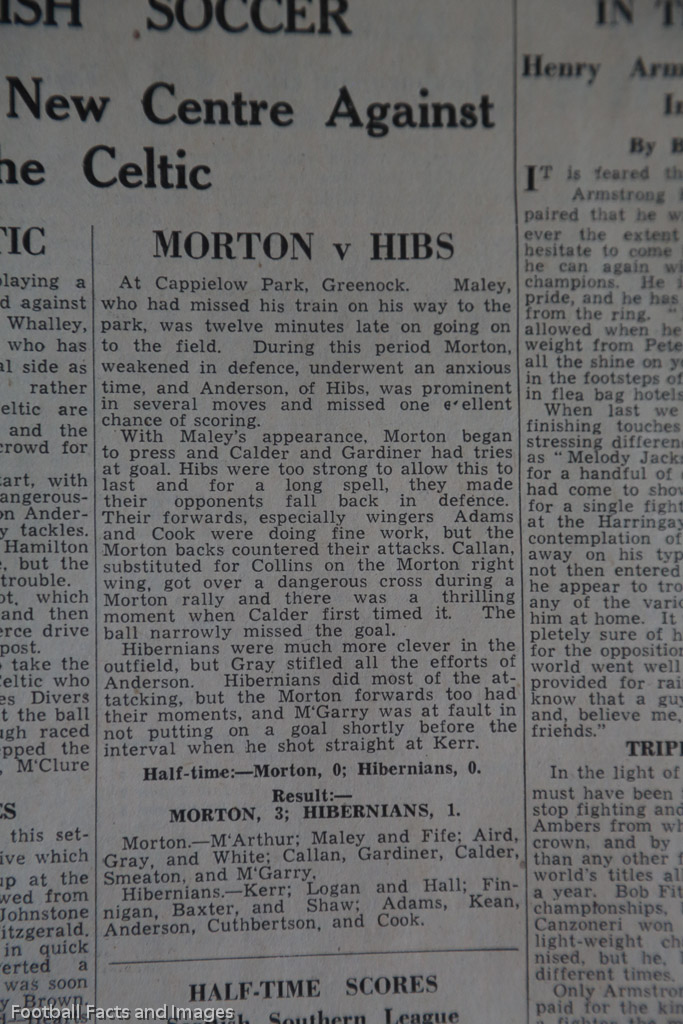 ISH SOCCER
New Centre Against
he Celtic
TIC
playing a
d against
Whalley,
who has
al side as
rather
eltic are
and the
crowd for
tart, with
angerous-
on Ander-
y tackles.
Hamilton
, but the
trouble.
ot, which
and then
erce drive
post.
take the
Celtic who
es Divers
t the ball
ugh raced
epped the
, M'Clure
ES
this set-
ive which
up at the
wed from
Johnstone
itzgerald.
in quick
erted a
was soon
y Brown.
Hearts
MORTON v HIBS
At Cappielow Park, Greenock. Maley,
who had missed his train on his way to the
park, was twelve minutes late on going on
to the field. During this period Morton,
weakened in defence, underwent an anxious
time, and Anderson, of Hibs, was prominent
in several moves and missed one e ellent
chance of scoring.
With Maley's appearance, Morton began
to press and Calder and Gardiner had tries
at goal. Hibs were too strong to allow this to
last and for a long spell, they made
their opponents fall back in defence.
Their forwards, especially wingers Adams
and Cook were doing fine work, but the
Morton backs countered their attacks. Callan,
substituted for Collins on the Morton right
wing, got over a dangerous cross during a
Morton rally and there was a thrilling
moment when Calder first timed it. The
ball narrowly missed the goal.
Hibernians were much more clever in the
outfield, but Gray stifled all the efforts of
Anderson. Hibernians did most of the at-
tatcking, but the Morton forwards too had
their moments, and M'Garry was at fault in
not putting on a goal shortly before the
interval when he shot straight at Kerr.
Half-time:—Morton, 0; Hibernians, 0.
Result:—
MORTON, 3; HIBERNIANS, 1.
Morton.—M'Arthur; Maley and Fife; Aird,
Gray, and White; Callan, Gardiner, Calder,
Smeaton, and M'Garry.
Hibernians.—Kerr; Logan and Hall; Fin-
nigan, Baxter, and Shaw; Adams, Kean,
Anderson, Cuthbertson, and Cook.
HALF-TIME SCORES
Southern League
IN T
Henry Arm
In
By B
IT is feared th
Armstrong
paired that he w
ever the extent
hesitate to come
he can again wi
champions. He i
pride, and he has
from the ring. "
allowed when he
weight from Pete
all the shine on y
in the footsteps of
in flea bag hotels
When last we
finishing touches
stressing differen
as "Melody Jack
for a handful of
had come to show
for a single fight
at the Harringay
contemplation of
away on his typ
not then entered
he appear to tro
any of the vario
him at home. It
pletely sure of h
for the opposition
world went well
provided for rai
know that a guy
and, believe me,
friends."
TRIPL
In the light of
must have been
stop fighting and
Ambers from wh
crown, and by
than any other f
world's titles all
a year. Bob Fit
championships,
Canzoneri won
light-weight ch
nised, but he,
different times.
Only Armstron
paid for the kin
Football Facts and Images